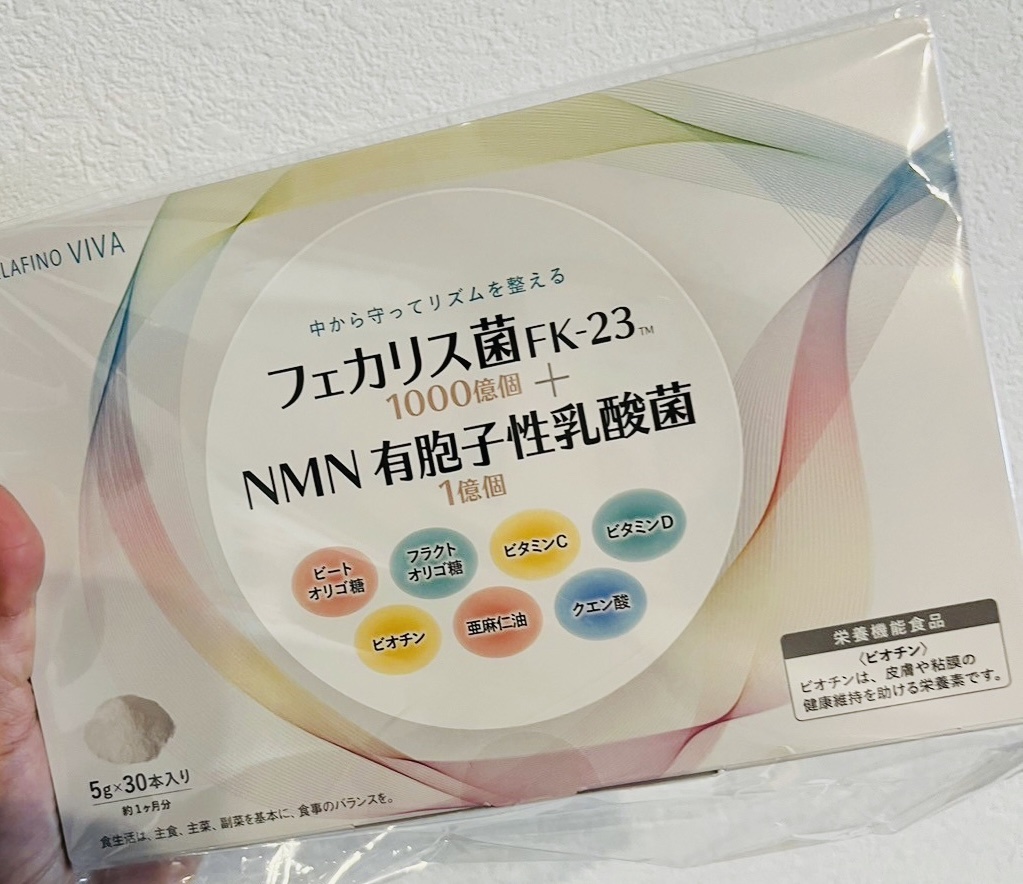 LAFINO VIVA
中から守ってリズムを整える
フェカリス菌FK-23™
1000億個 +
NMN 有胞子性乳酸菌
1億個
ビート
オリゴ糖
フラクト
オリゴ糖
ビタミンC
ビタミンD
ビオチン
亜麻仁油
クエン酸
栄養機能食品
〈ビオチン〉
ビオチンは、皮膚や粘膜の
健康維持を助ける栄養素です。
5g×30本入り
約1ヶ月分
食生活は、主食、主菜、副菜を基本に、食事のバランスを。